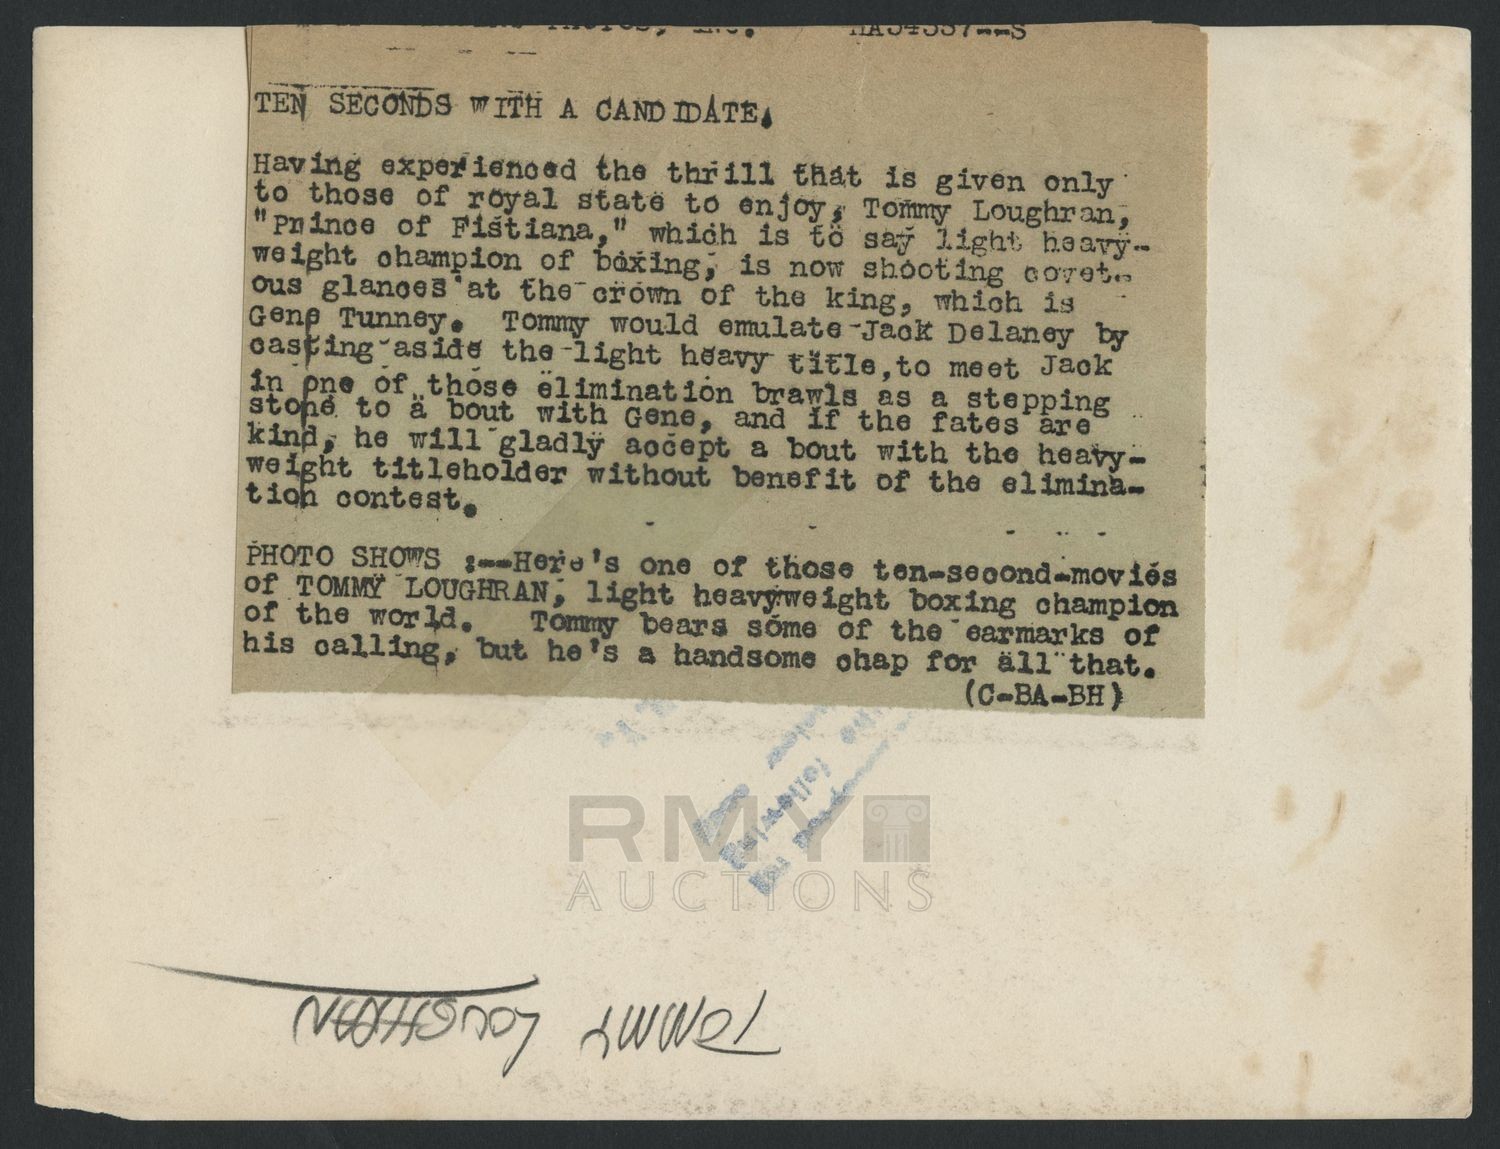 TEN SECONDS WITH A CANDIDATE.
Having experienced the thrill that is given only
to those of royal state to enjoy, Tommy Loughran,
"Prince of Fistiana," which is to say light heavy-
weight champion of boxing, is now shooting covet-
ous glances at the crown of the king, which is
Gene Tunney. Tommy would emulate Jack Delaney by
casting aside the light heavy title, to meet Jack
in one of those elimination brawls as a stepping
stone to a bout with Gene, and if the fates are
kind, he will gladly accept a bout with the heavy-
weight titleholder without benefit of the elimina-
tion contest.
PHOTO SHOWS :--Here's one of those ten-second-movies
of TOMMY LOUGHRAN, light heavyweight boxing champion
of the world. Tommy bears some of the earmarks of
his calling, but he's a handsome chap for all that.
(C-BA-BH)
RMY
AUCTIONS
TOMMY LOUGHRAN